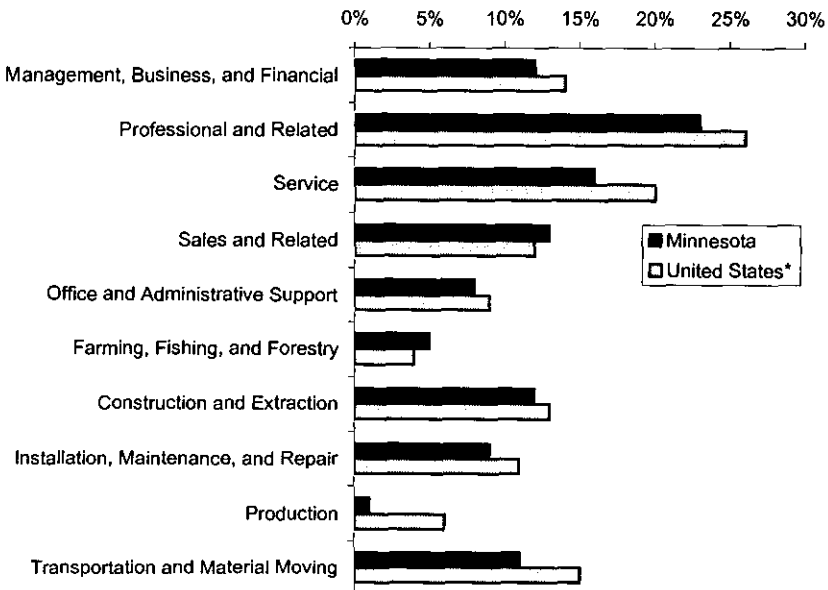 0% 5% 10% 15% 20% 25% 30%
Management, Business, and Financial
Professional and Related
Service
Sales and Related
Minnesota
United States*
Office and Administrative Support
Farming, Fishing, and Forestry
Construction and Extraction
Installation, Maintenance, and Repair
Production
Transportation and Material Moving